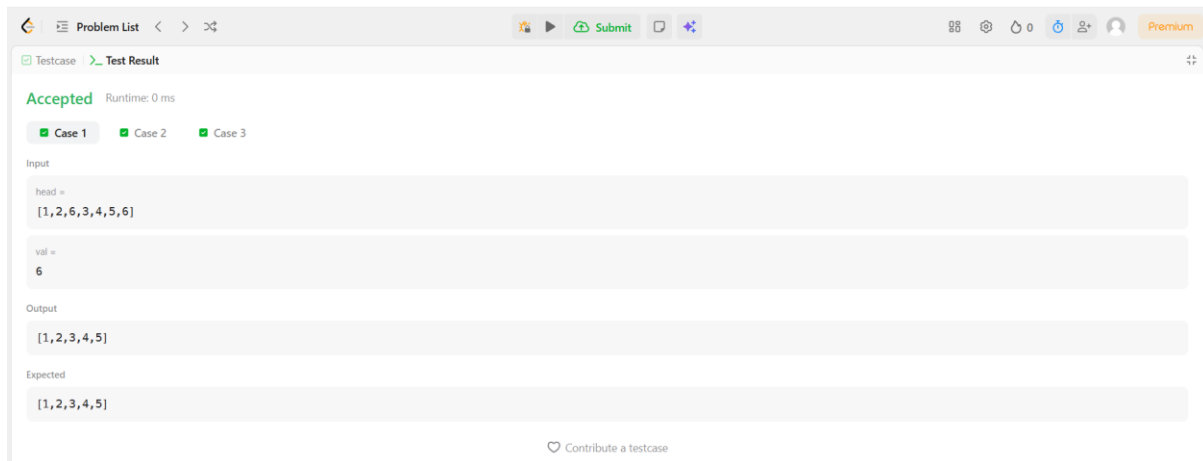 Problem List
Submit
0
Premium
Testcase
Test Result
Accepted Runtime: 0 ms
Case 1 Case 2 Case 3
Input
head =
[1,2,6,3,4,5,6]
val =
6
Output
[1,2,3,4,5]
Expected
[1,2,3,4,5]
Contribute a testcase